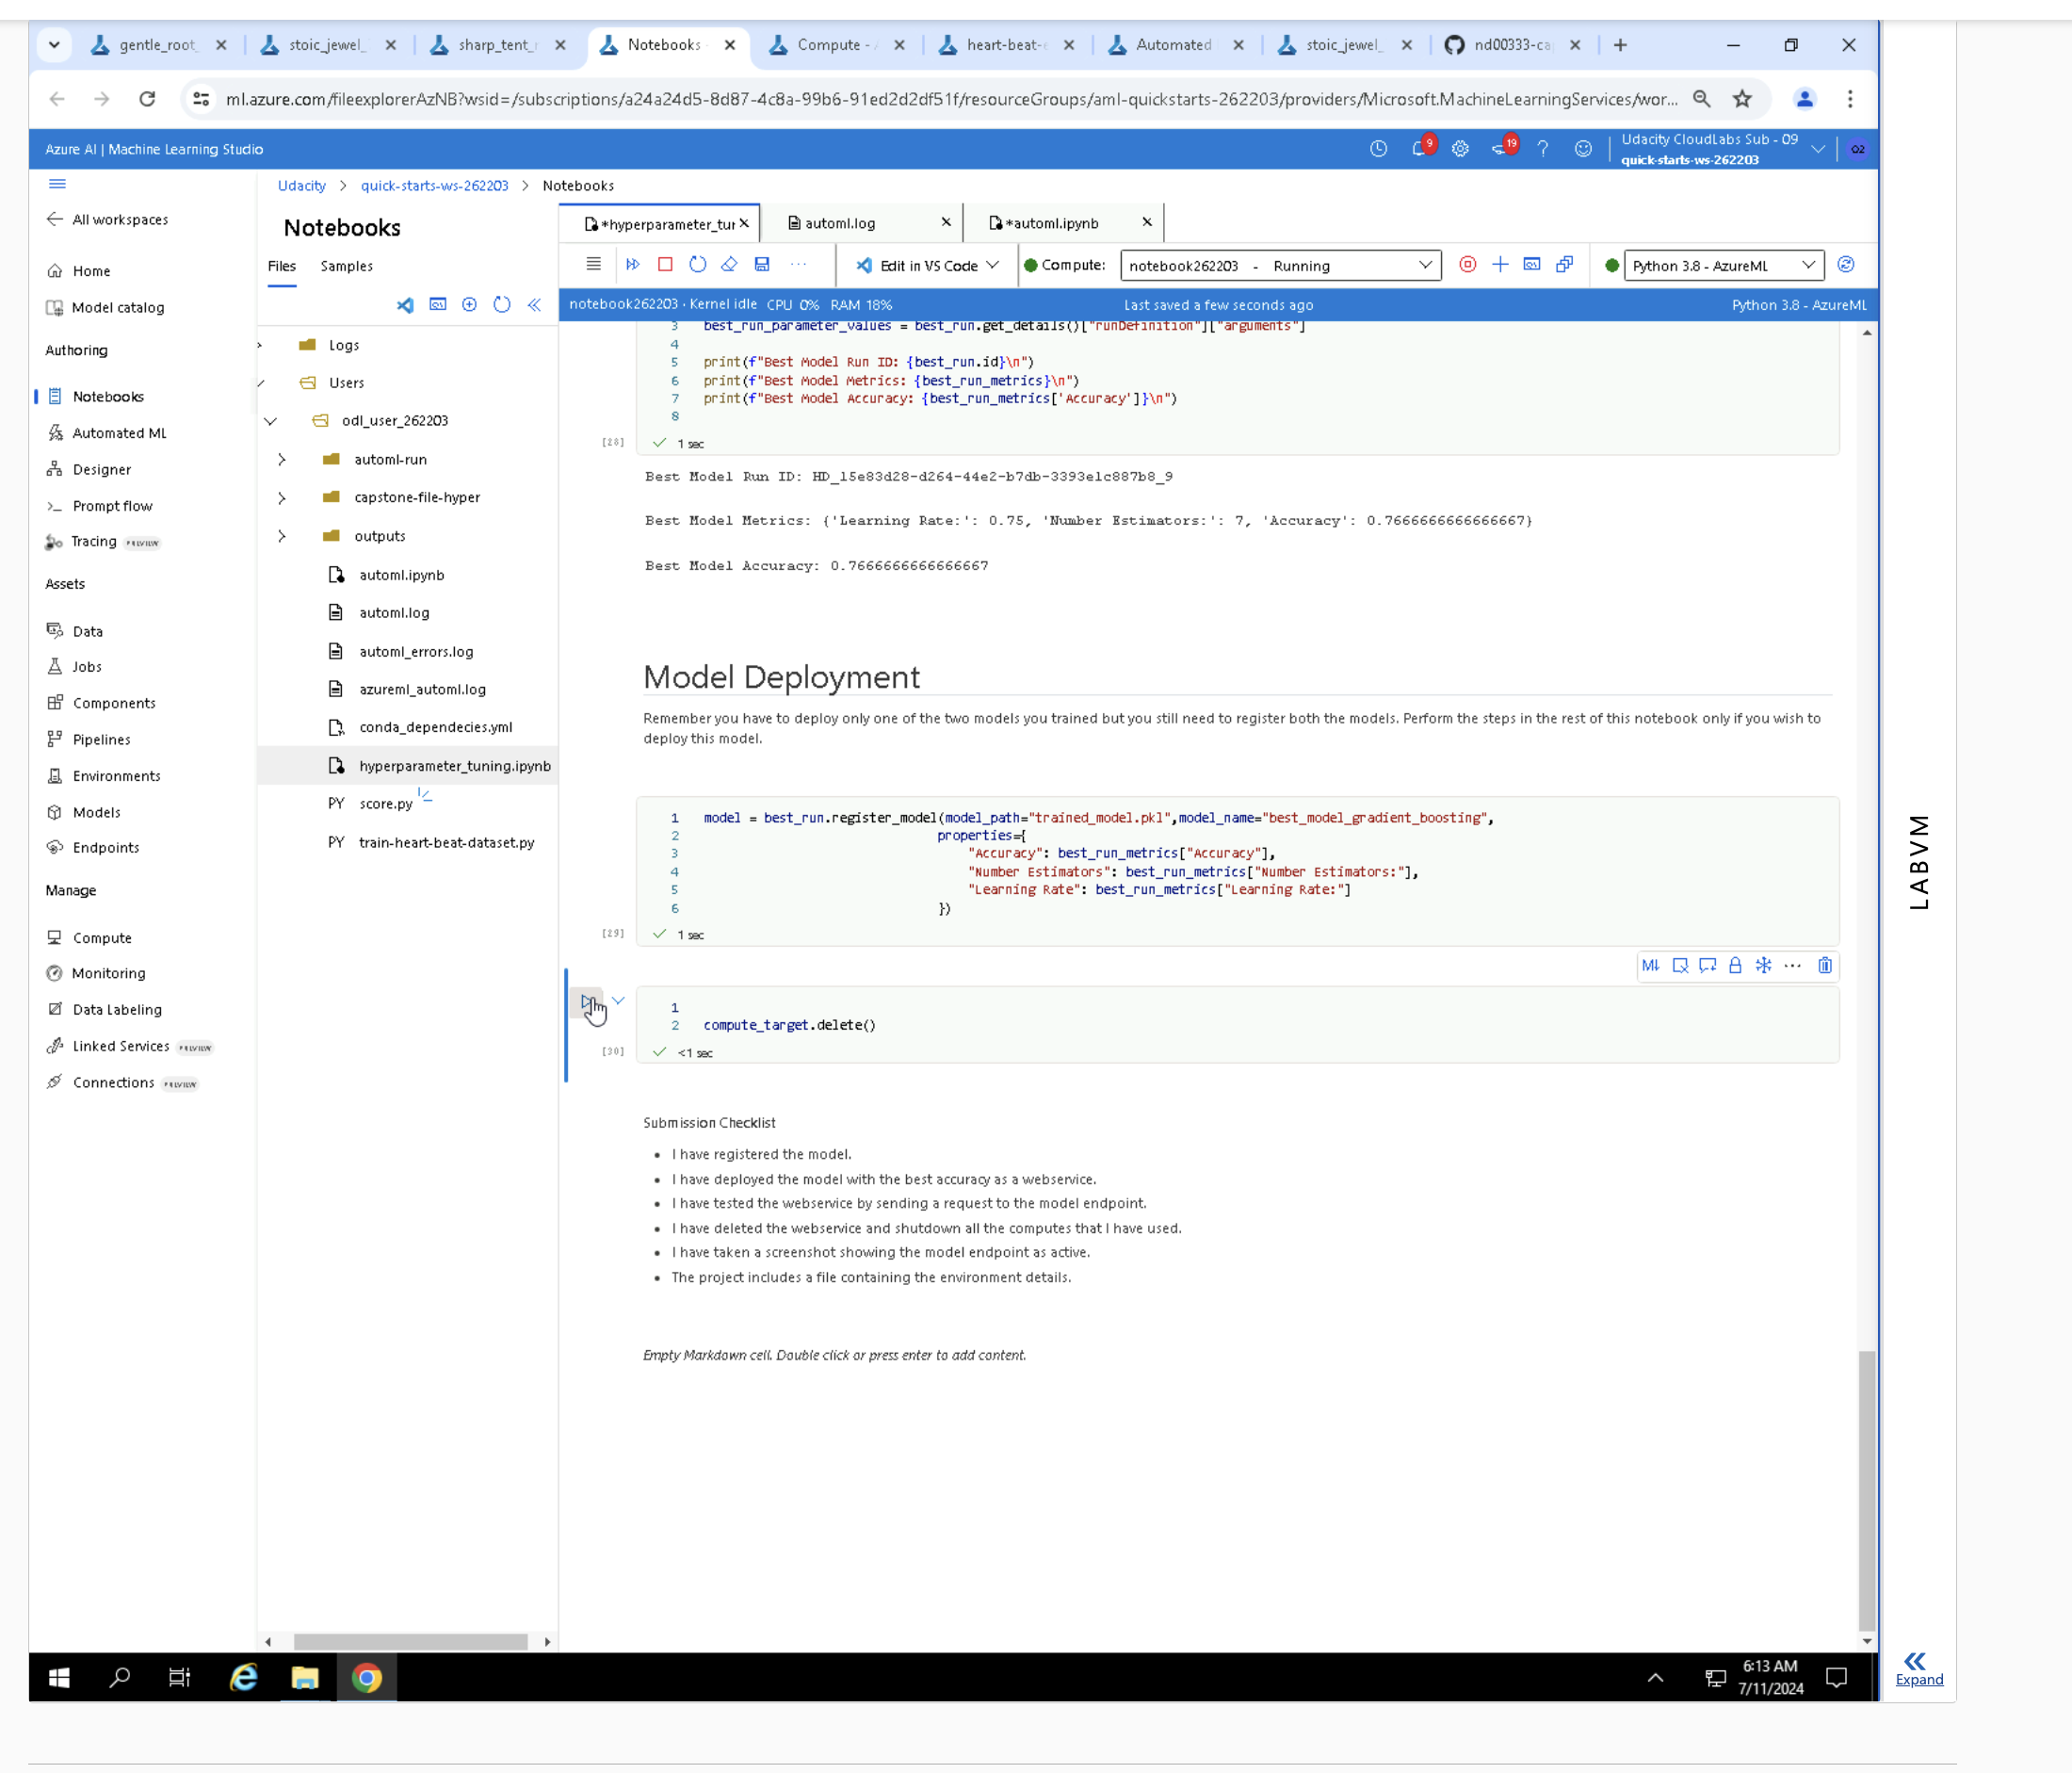 gentle_root_
stoic_jewel_
sharp_tent_r
Notebooks
Compute - A
heart-beat-e
Automated
stoic_jewel_
nd00333-ca
ml.azure.com/fileexplorerAzNB?wsid=/subscriptions/a24a24d5-8d87-4c8a-99b6-91ed2d2df51f/resourceGroups/aml-quickstarts-262203/providers/Microsoft.MachineLearningServices/wor...
Azure AI | Machine Learning Studio
9
19
Udacity CloudLabs Sub - 09
quick-starts-ws-262203
O2
All workspaces
Home
Model catalog
Authoring
Notebooks
Automated ML
Designer
Prompt flow
Tracing PREVIEW
Assets
Data
Jobs
Components
Pipelines
Environments
Models
Endpoints
Manage
Compute
Monitoring
Data Labeling
Linked Services PREVIEW
Connections PREVIEW
Udacity > quick-starts-ws-262203 > Notebooks
Notebooks
Files Samples
Logs
Users
odl_user_262203
automl-run
capstone-file-hyper
outputs
automl.ipynb
automl.log
automl_errors.log
azureml_automl.log
conda_dependecies.yml
hyperparameter_tuning.ipynb
PY score.py
PY train-heart-beat-dataset.py
*hyperparameter_tur
automl.log
*automl.ipynb
Edit in VS Code
Compute: notebook262203 - Running
Python 3.8 - AzureML
notebook262203 · Kernel idle CPU 0% RAM 18%
Last saved a few seconds ago
Python 3.8 - AzureML
3 best_run_parameter_values = best_run.get_details()["runDefinition"]["arguments"]
4
5 print(f"Best Model Run ID: {best_run.id}\n")
6 print(f"Best Model Metrics: {best_run_metrics}\n")
7 print(f"Best Model Accuracy: {best_run_metrics['Accuracy']}\n")
8
[28] 1 sec
Best Model Run ID: HD_15e83d28-d264-44e2-b7db-3393e1c887b8_9
Best Model Metrics: {'Learning Rate:': 0.75, 'Number Estimators:': 7, 'Accuracy': 0.7666666666666667}
Best Model Accuracy: 0.7666666666666667
Model Deployment
Remember you have to deploy only one of the two models you trained but you still need to register both the models. Perform the steps in the rest of this notebook only if you wish to
deploy this model.
1 model = best_run.register_model(model_path="trained_model.pkl",model_name="best_model_gradient_boosting",
2 properties={
3 "Accuracy": best_run_metrics["Accuracy"],
4 "Number Estimators": best_run_metrics["Number Estimators:"],
5 "Learning Rate": best_run_metrics["Learning Rate:"]
6 })
[29] 1 sec
M↓
1
2 compute_target.delete()
[30] <1 sec
Submission Checklist
• I have registered the model.
• I have deployed the model with the best accuracy as a webservice.
• I have tested the webservice by sending a request to the model endpoint.
• I have deleted the webservice and shutdown all the computes that I have used.
• I have taken a screenshot showing the model endpoint as active.
• The project includes a file containing the environment details.
Empty Markdown cell. Double click or press enter to add content.
LABVM
Expand
6:13 AM
7/11/2024